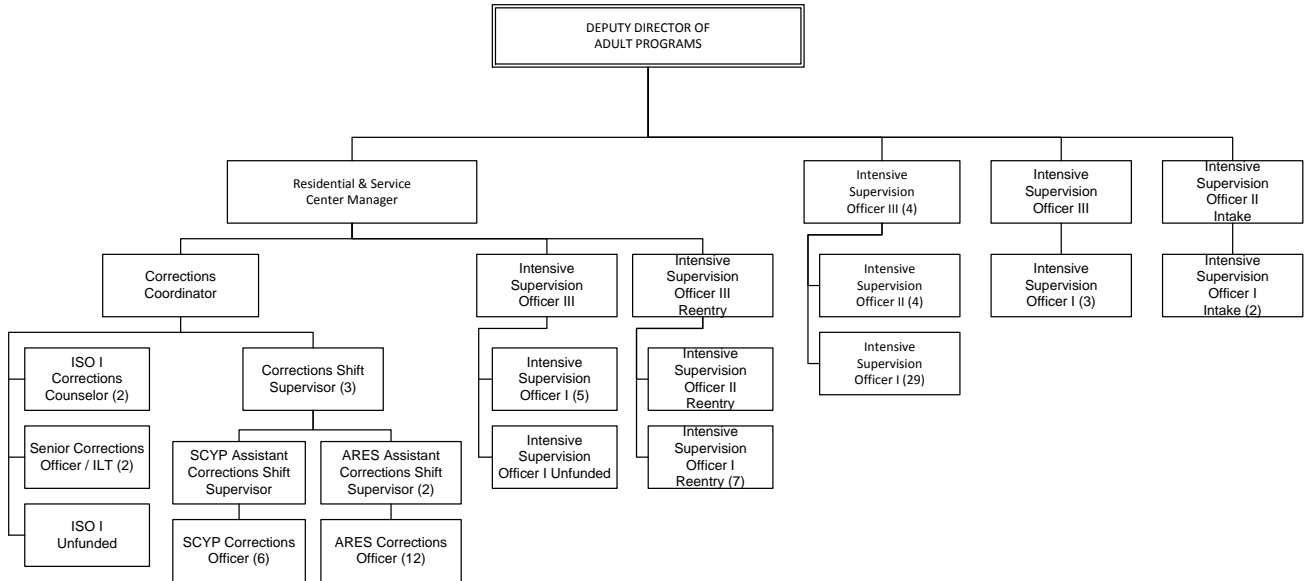 DEPUTY DIRECTOR OF
ADULT PROGRAMS
Residential & Service
Center Manager
Intensive
Supervision
Officer III (4)
Intensive
Supervision
Officer III
Intensive
Supervision
Officer II
Intake
Corrections
Coordinator
Intensive
Supervision
Officer III
Intensive
Supervision
Officer III
Reentry
Intensive
Supervision
Officer II (4)
Intensive
Supervision
Officer I (3)
Intensive
Supervision
Officer I
Intake (2)
ISO I
Corrections
Counselor (2)
Corrections Shift
Supervisor (3)
Intensive
Supervision
Officer I (5)
Intensive
Supervision
Officer II
Reentry
Intensive
Supervision
Officer I (29)
Senior Corrections
Officer / ILT (2)
SCYP Assistant
Corrections Shift
Supervisor
ARES Assistant
Corrections Shift
Supervisor (2)
Intensive
Supervision
Officer I Unfunded
Intensive
Supervision
Officer I
Reentry (7)
ISO I
Unfunded
SCYP Corrections
Officer (6)
ARES Corrections
Officer (12)